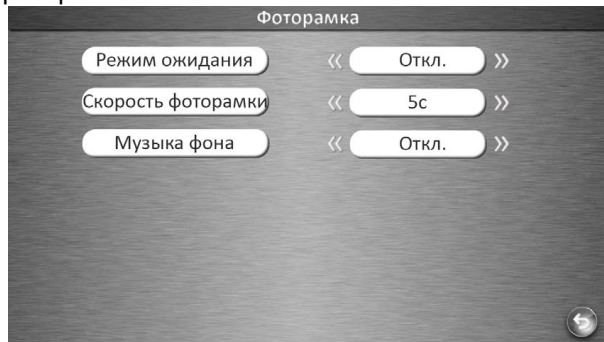 Фоторамка
Режим ожидания « Откл. »
Скорость фоторамки « 5с »
Музыка фона « Откл. »